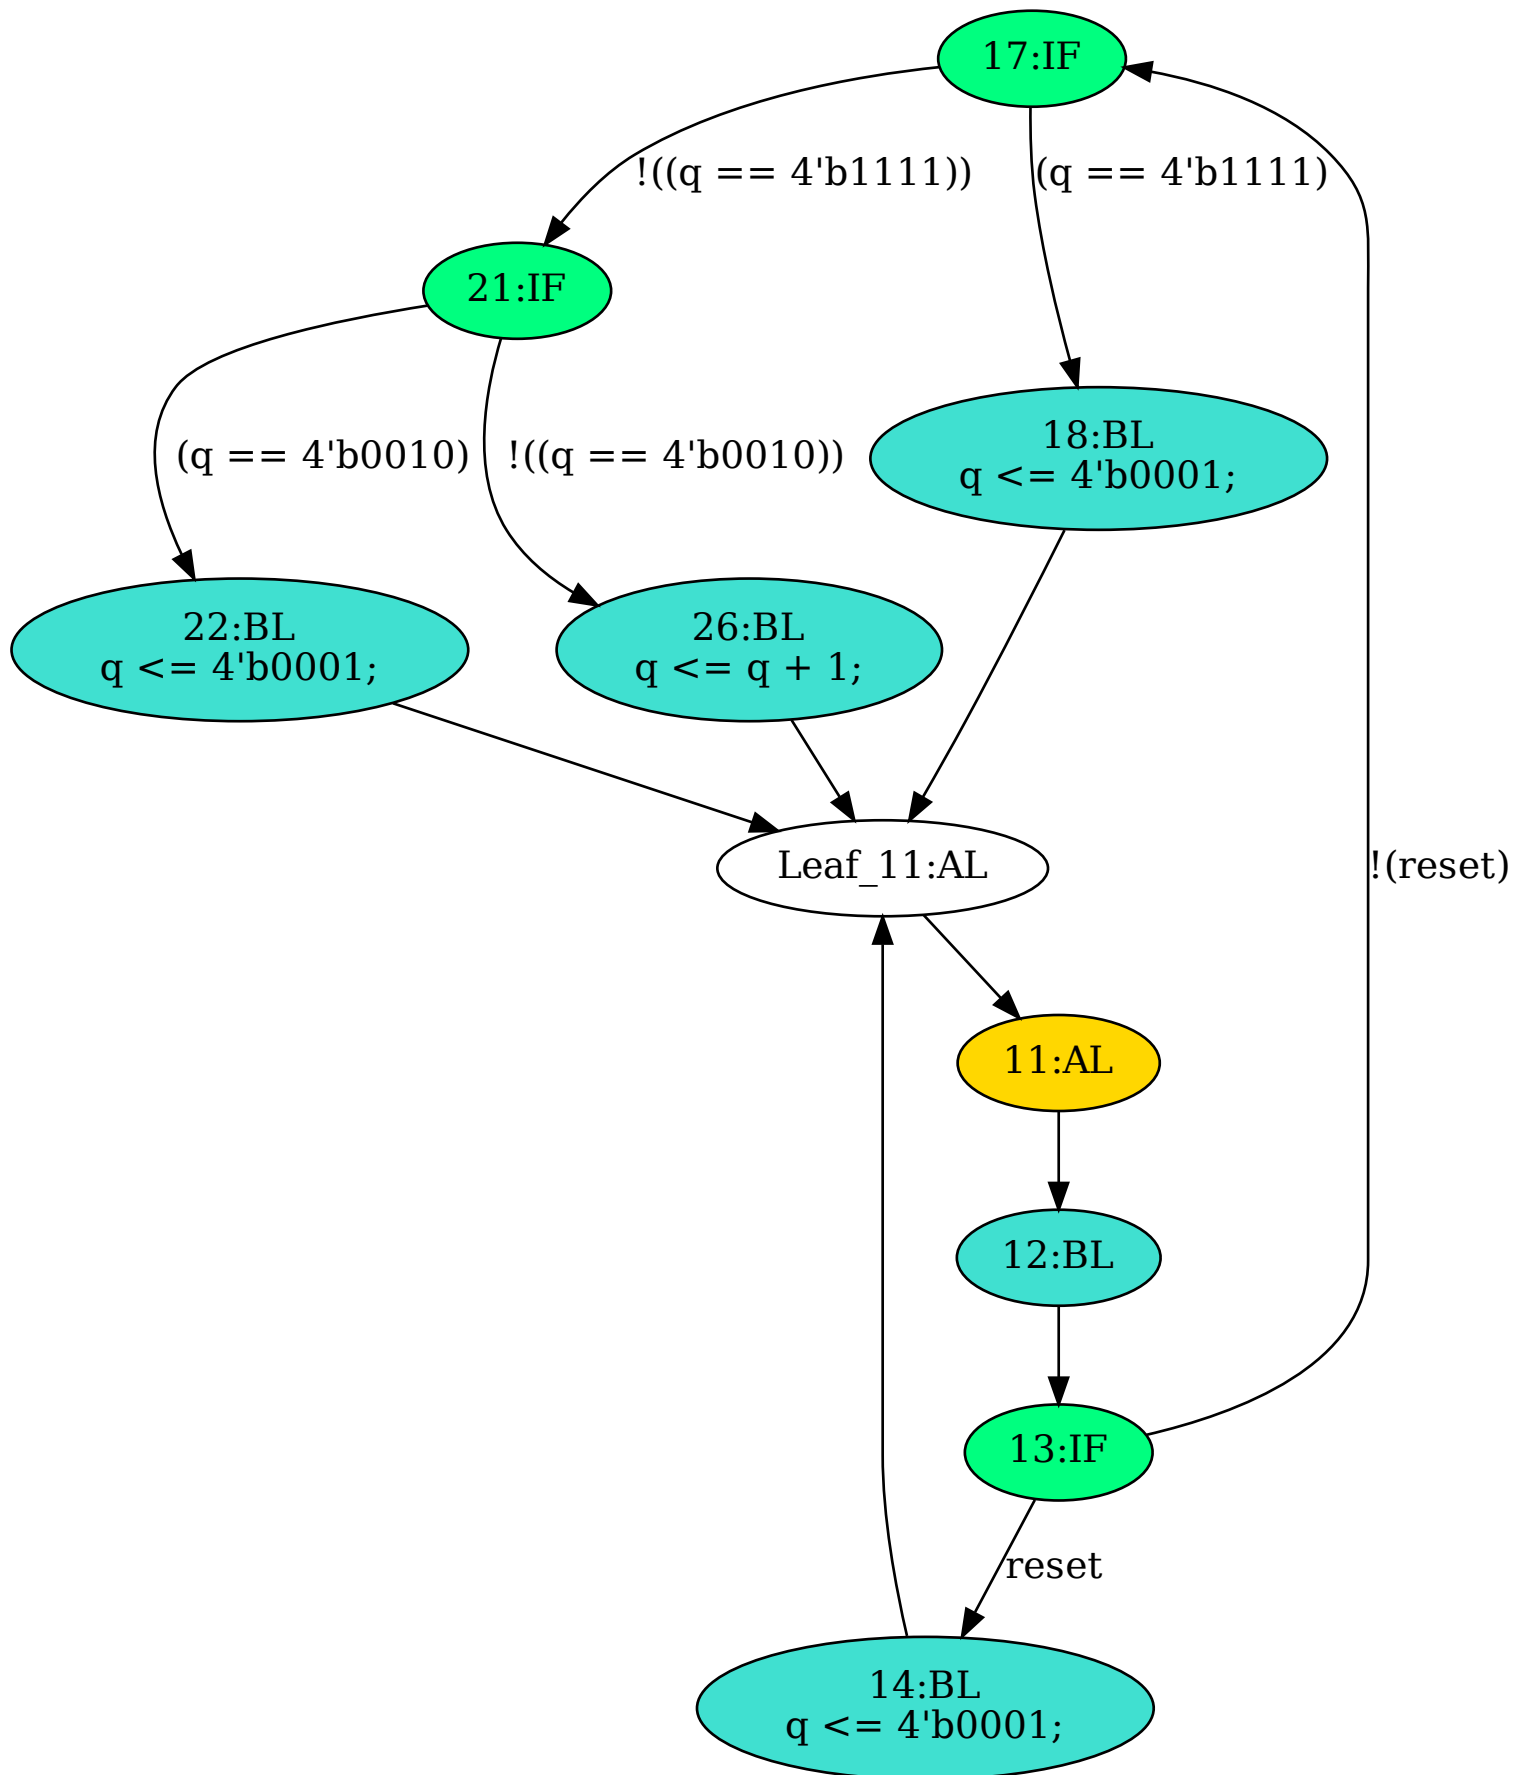 17:IF
!((q == 4'b1111))
(q == 4'b1111)
21:IF
(q == 4'b0010)
!((q == 4'b0010))
18:BL
q <= 4'b0001;
22:BL
q <= 4'b0001;
26:BL
q <= q + 1;
Leaf_11:AL
!(reset)
11:AL
12:BL
13:IF
reset
14:BL
q <= 4'b0001;